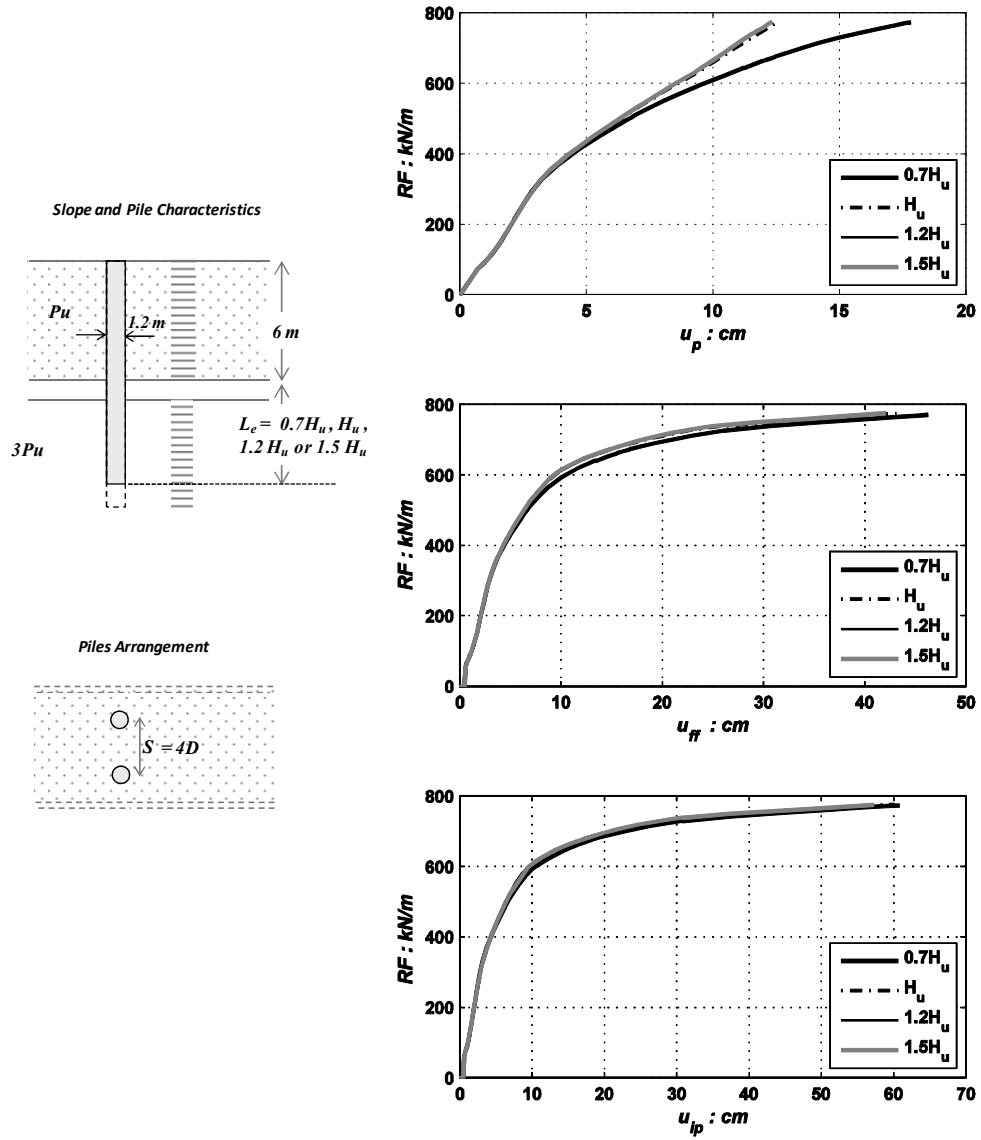 Slope and Pile Characteristics
Pu
1.2 m
6 m
3Pu
L_e = 0.7H_u, H_u,
1.2 H_u or 1.5 H_u
Piles Arrangement
S = 4D
800
600
400
200
0
RF : kN/m
0 5 10 15 20
u_p : cm
0.7H_u
H_u
1.2H_u
1.5H_u
800
600
400
200
0
RF : kN/m
0 10 20 30 40 50
u_ff : cm
0.7H_u
H_u
1.2H_u
1.5H_u
800
600
400
200
0
RF : kN/m
0 10 20 30 40 50 60 70
u_ip : cm
0.7H_u
H_u
1.2H_u
1.5H_u